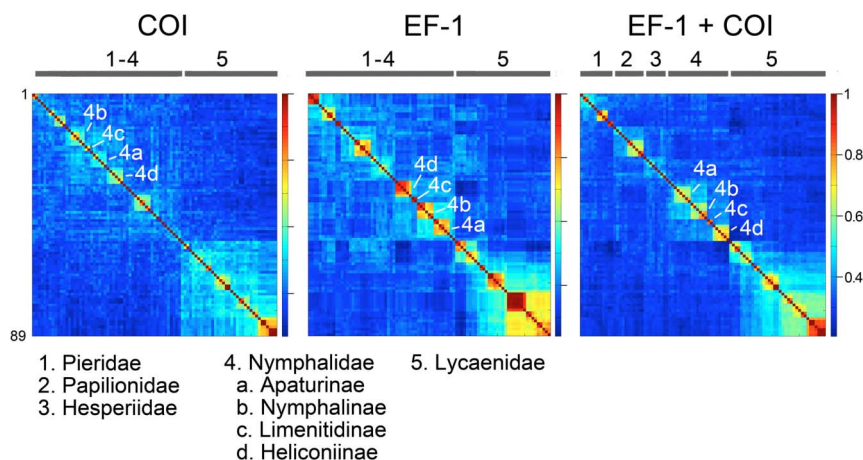 COI EF-1 EF-1 + COI
1-4 5 1-4 5 1 2 3 4 5
1 1
4b
4c
4a
4d
4d
4c
4b
4a
4a
4b
4c
4d
0.8
0.6
0.4
89
1. Pieridae 4. Nymphalidae 5. Lycaenidae
2. Papilionidae a. Apaturinae
3. Hesperiidae b. Nymphalinae
c. Limenitidinae
d. Heliconiinae